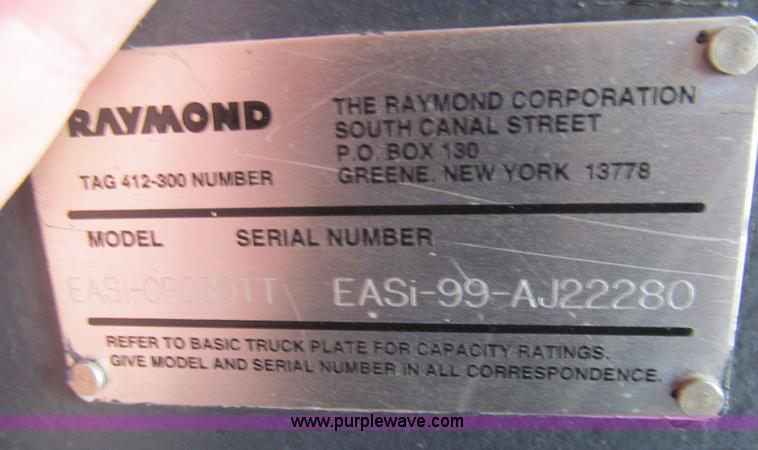 RAYMOND
THE RAYMOND CORPORATION
SOUTH CANAL STREET
P.O. BOX 130
GREENE, NEW YORK 13778
TAG 412-300 NUMBER
MODEL SERIAL NUMBER
EASi-OPC30TT EASi-99-AJ22280
REFER TO BASIC TRUCK PLATE FOR CAPACITY RATINGS.
GIVE MODEL AND SERIAL NUMBER IN ALL CORRESPONDENCE.
www.purplewave.com